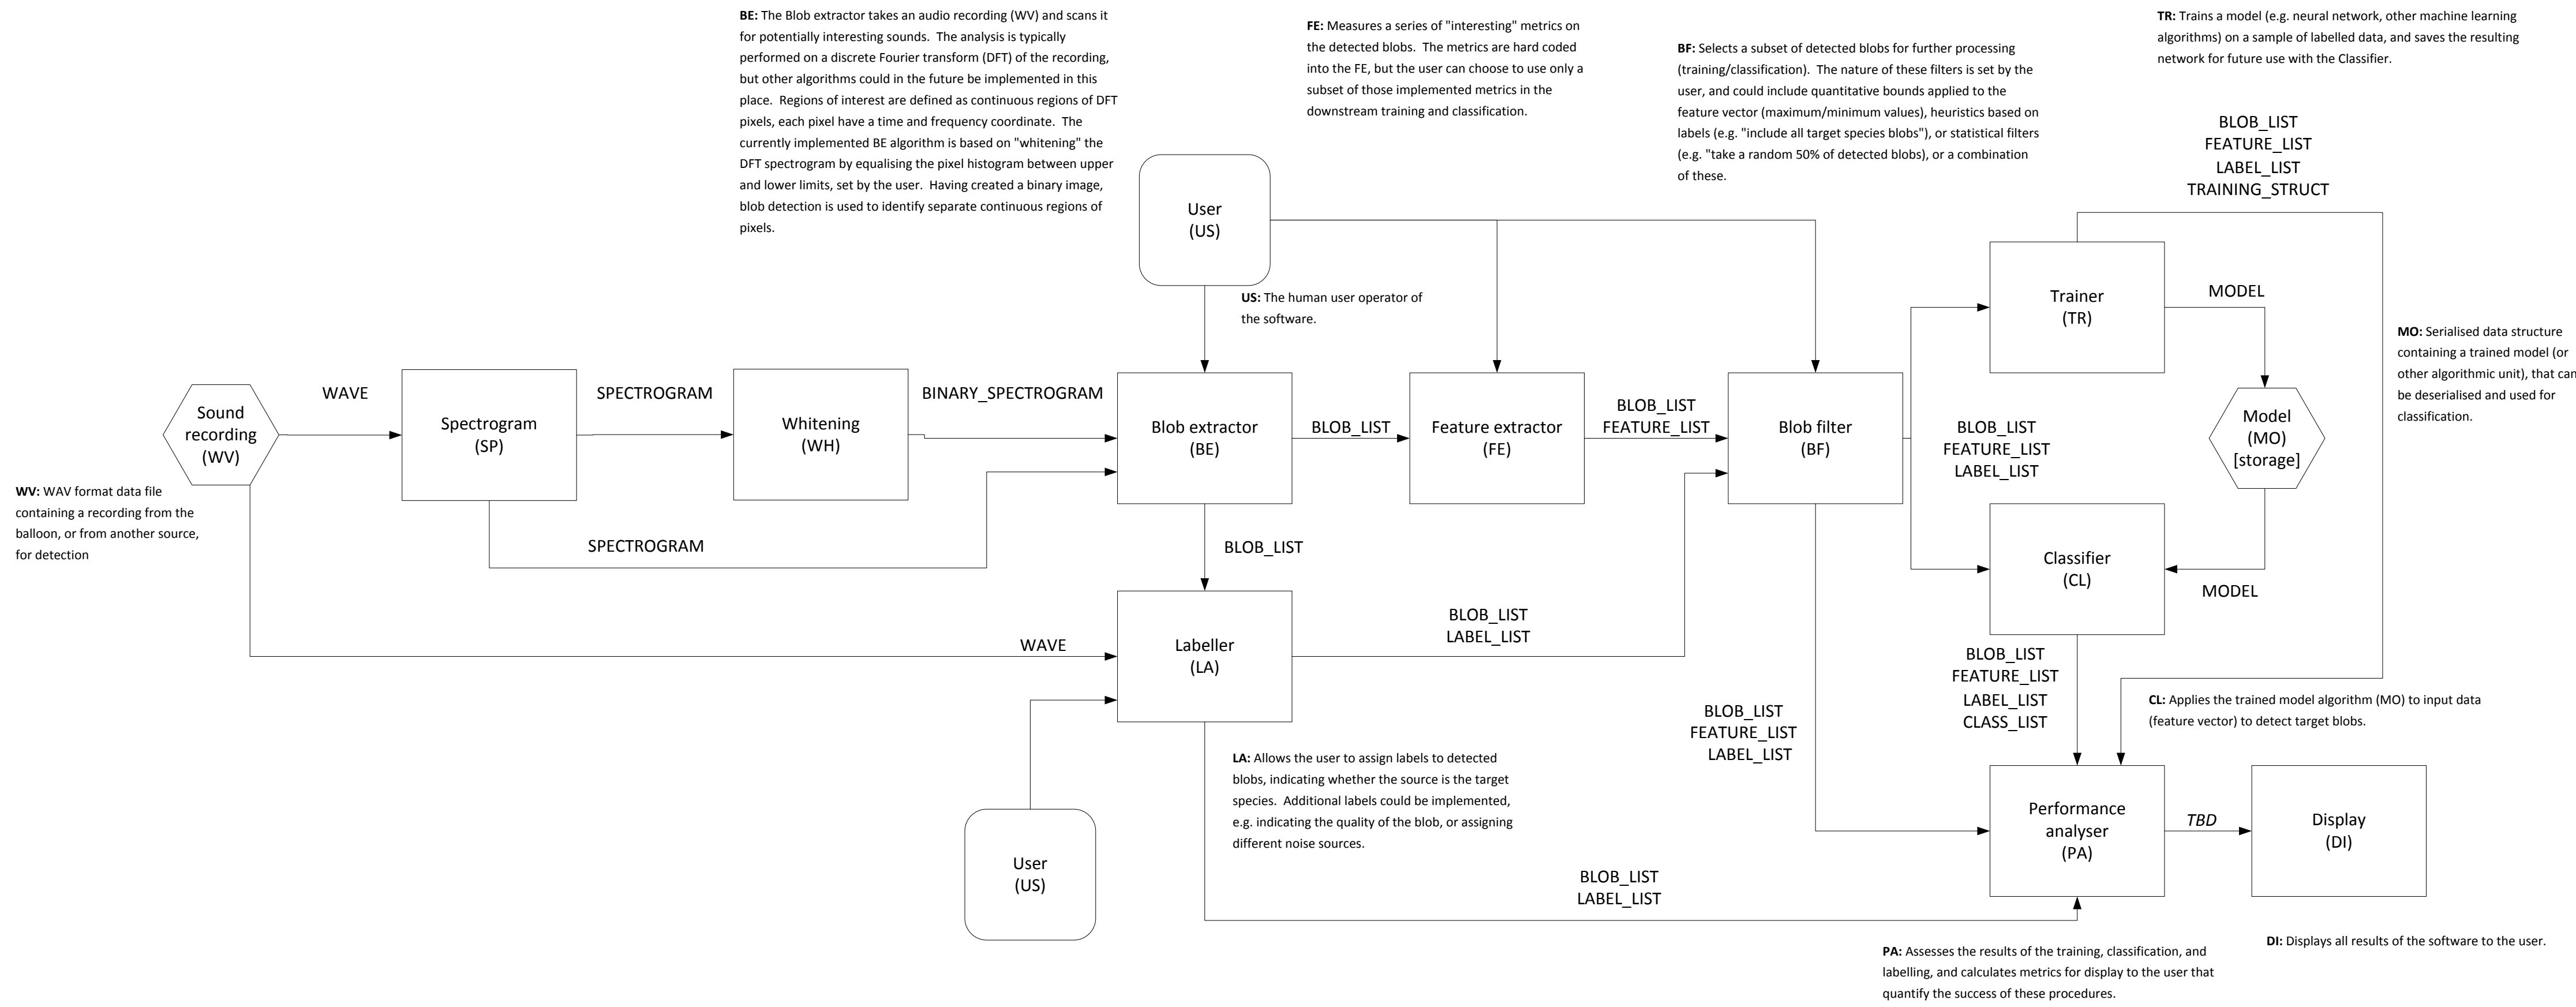 BE: The Blob extractor takes an audio recording (WV) and scans it
for potentially interesting sounds. The analysis is typically
performed on a discrete Fourier transform (DFT) of the recording,
but other algorithms could in the future be implemented in this
place. Regions of interest are defined as continuous regions of DFT
pixels, each pixel have a time and frequency coordinate. The
currently implemented BE algorithm is based on "whitening" the
DFT spectrogram by equalising the pixel histogram between upper
and lower limits, set by the user. Having created a binary image,
blob detection is used to identify separate continuous regions of
pixels.
FE: Measures a series of "interesting" metrics on
the detected blobs. The metrics are hard coded
into the FE, but the user can choose to use only a
subset of those implemented metrics in the
downstream training and classification.
BF: Selects a subset of detected blobs for further processing
(training/classification). The nature of these filters is set by the
user, and could include quantitative bounds applied to the
feature vector (maximum/minimum values), heuristics based on
labels (e.g. "include all target species blobs"), or statistical filters
(e.g. "take a random 50% of detected blobs), or a combination
of these.
TR: Trains a model (e.g. neural network, other machine learning
algorithms) on a sample of labelled data, and saves the resulting
network for future use with the Classifier.
BLOB_LIST
FEATURE_LIST
LABEL_LIST
TRAINING_STRUCT
User
(US)
US: The human user operator of
the software.
Trainer
(TR)
MODEL
MO: Serialised data structure
containing a trained model (or
other algorithmic unit), that can
be deserialised and used for
classification.
Sound
recording
(WV)
WAVE
Spectrogram
(SP)
SPECTROGRAM
Whitening
(WH)
BINARY_SPECTROGRAM
Blob extractor
(BE)
BLOB_LIST
Feature extractor
(FE)
BLOB_LIST
FEATURE_LIST
Blob filter
(BF)
BLOB_LIST
FEATURE_LIST
LABEL_LIST
Model
(MO)
[storage]
WV: WAV format data file
containing a recording from the
balloon, or from another source,
for detection
SPECTROGRAM
BLOB_LIST
Classifier
(CL)
MODEL
WAVE
Labeller
(LA)
BLOB_LIST
LABEL_LIST
BLOB_LIST
FEATURE_LIST
LABEL_LIST
CLASS_LIST
CL: Applies the trained model algorithm (MO) to input data
(feature vector) to detect target blobs.
BLOB_LIST
FEATURE_LIST
LABEL_LIST
LA: Allows the user to assign labels to detected
blobs, indicating whether the source is the target
species. Additional labels could be implemented,
e.g. indicating the quality of the blob, or assigning
different noise sources.
User
(US)
Performance
analyser
(PA)
TBD
Display
(DI)
BLOB_LIST
LABEL_LIST
PA: Assesses the results of the training, classification, and
labelling, and calculates metrics for display to the user that
quantify the success of these procedures.
DI: Displays all results of the software to the user.